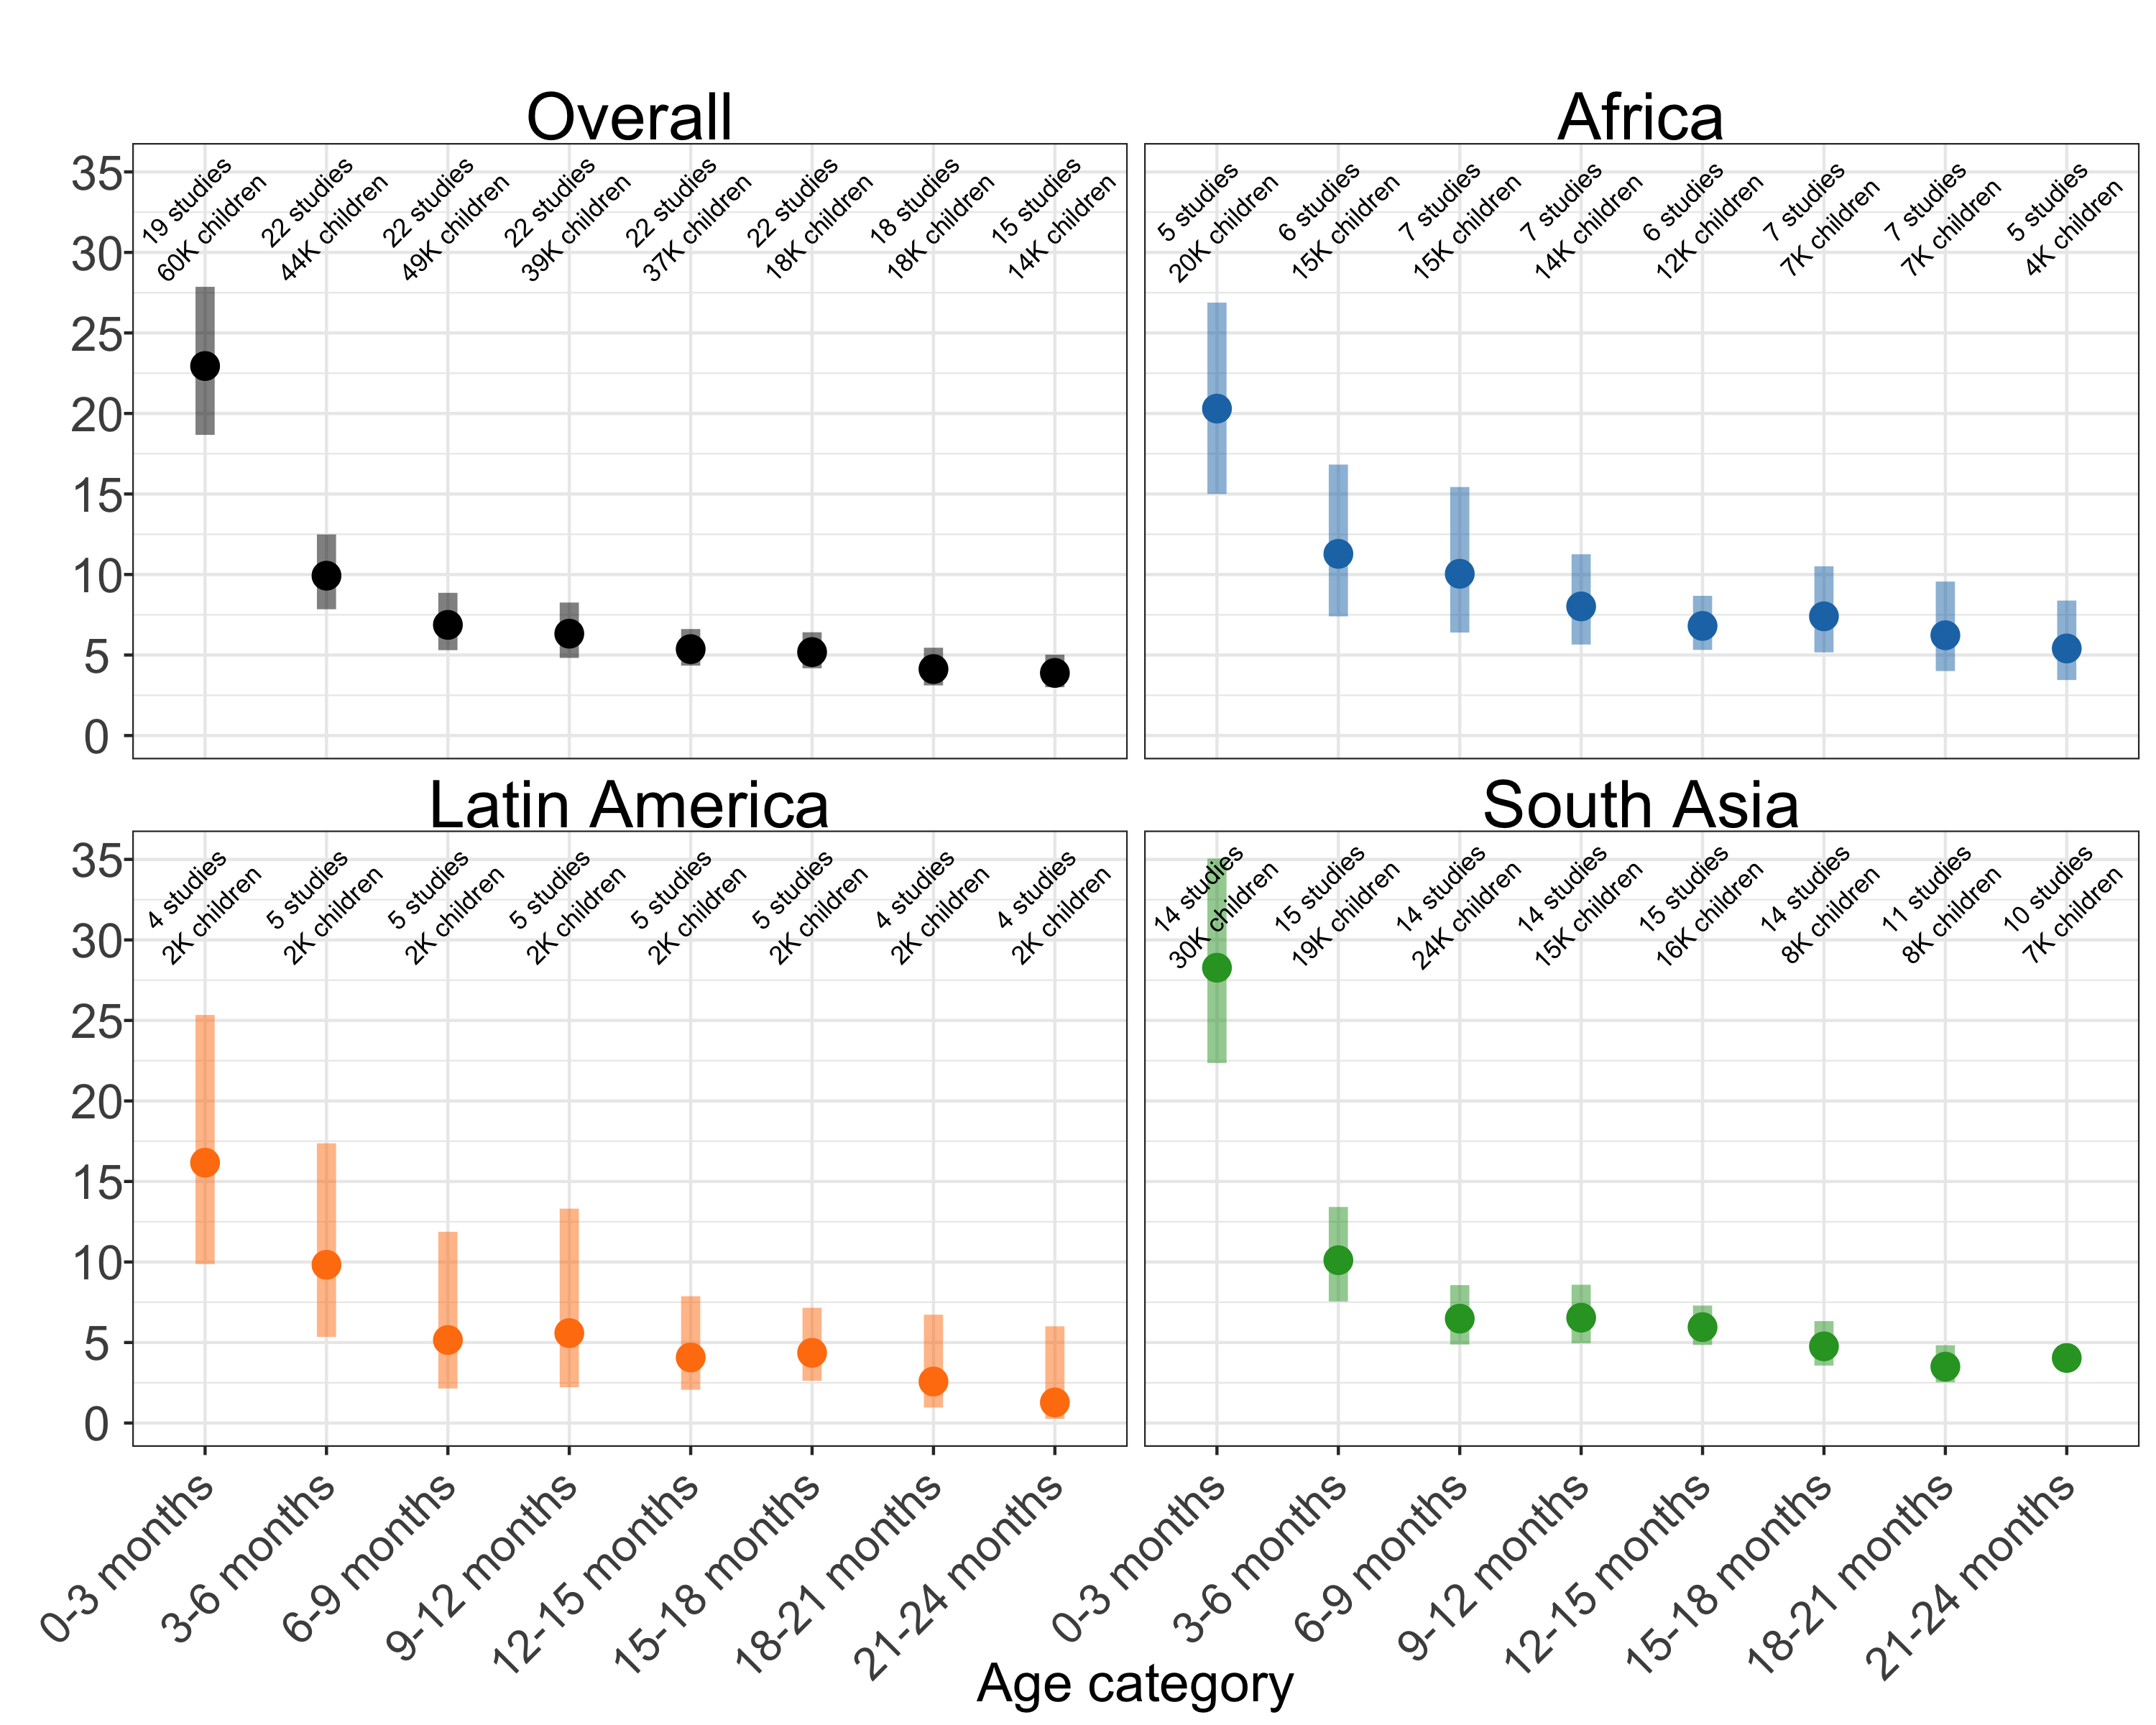 Overall
35
30
25
20
15
10
5
0
19 studies
60K children
22 studies
44K children
22 studies
49K children
22 studies
39K children
22 studies
37K children
22 studies
18K children
18 studies
18K children
15 studies
14K children
Africa
5 studies
20K children
6 studies
15K children
7 studies
15K children
7 studies
14K children
6 studies
12K children
7 studies
7K children
7 studies
7K children
5 studies
4K children
Latin America
35
30
25
20
15
10
5
0
4 studies
2K children
5 studies
2K children
5 studies
2K children
5 studies
2K children
5 studies
2K children
5 studies
2K children
4 studies
2K children
4 studies
2K children
South Asia
14 studies
30K children
15 studies
19K children
14 studies
24K children
14 studies
15K children
15 studies
16K children
14 studies
8K children
11 studies
8K children
10 studies
7K children
0-3 months
3-6 months
6-9 months
9-12 months
12-15 months
15-18 months
18-21 months
21-24 months
0-3 months
3-6 months
6-9 months
9-12 months
12-15 months
15-18 months
18-21 months
21-24 months
Age category